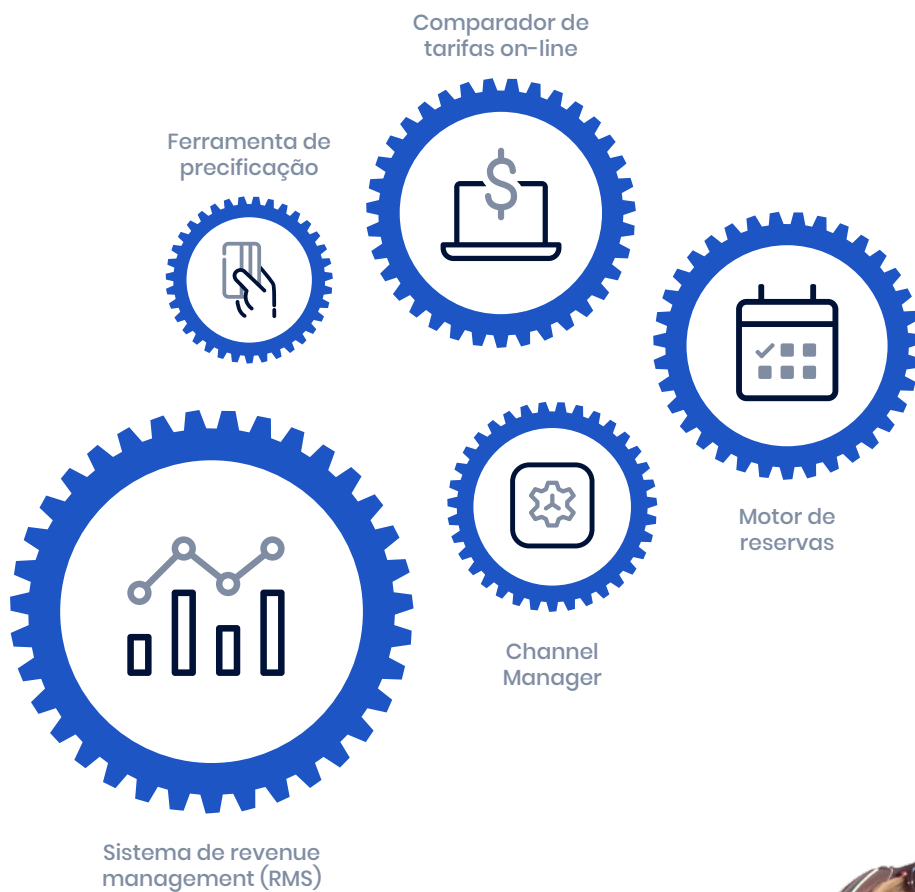 Comparador de
tarifas on-line
Ferramenta de
precificação
Motor de
reservas
Channel
Manager
Sistema de revenue
management (RMS)